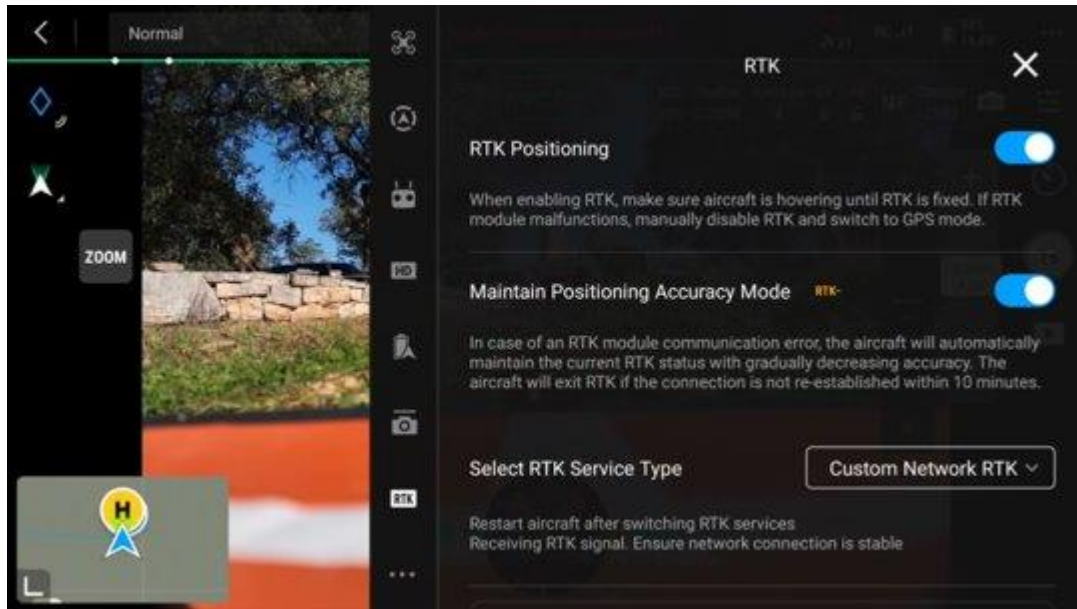 Normal
ZOOM
H
HD
RTK
RTK
RTK Positioning
When enabling RTK, make sure aircraft is hovering until RTK is fixed. If RTK
module malfunctions, manually disable RTK and switch to GPS mode.
Maintain Positioning Accuracy Mode RTK-
In case of an RTK module communication error, the aircraft will automatically
maintain the current RTK status with gradually decreasing accuracy. The
aircraft will exit RTK if the connection is not re-established within 10 minutes.
Select RTK Service Type Custom Network RTK
Restart aircraft after switching RTK services
Receiving RTK signal. Ensure network connection is stable